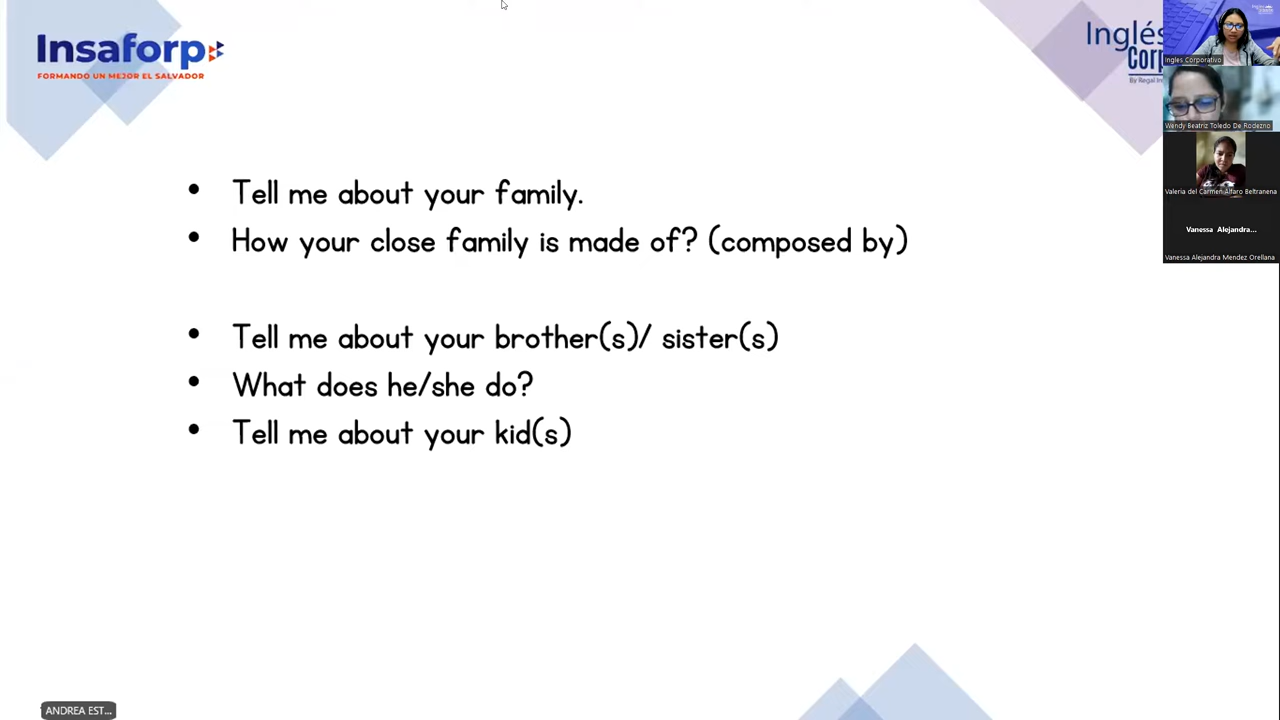 Insaforp
FORMANDO UN MEJOR EL SALVADOR
Inglés
Corp
By Regal In
Ingles Corporativo
Wendy Beatriz Toledo De Rodezno
Valeria del Carmen Alfaro Beltranena
Vanessa Alejandra...
Vanessa Alejandra Mendez Orellana
• Tell me about your family.
• How your close family is made of? (composed by)
• Tell me about your brother(s)/ sister(s)
• What does he/she do?
• Tell me about your kid(s)
ANDREA EST...